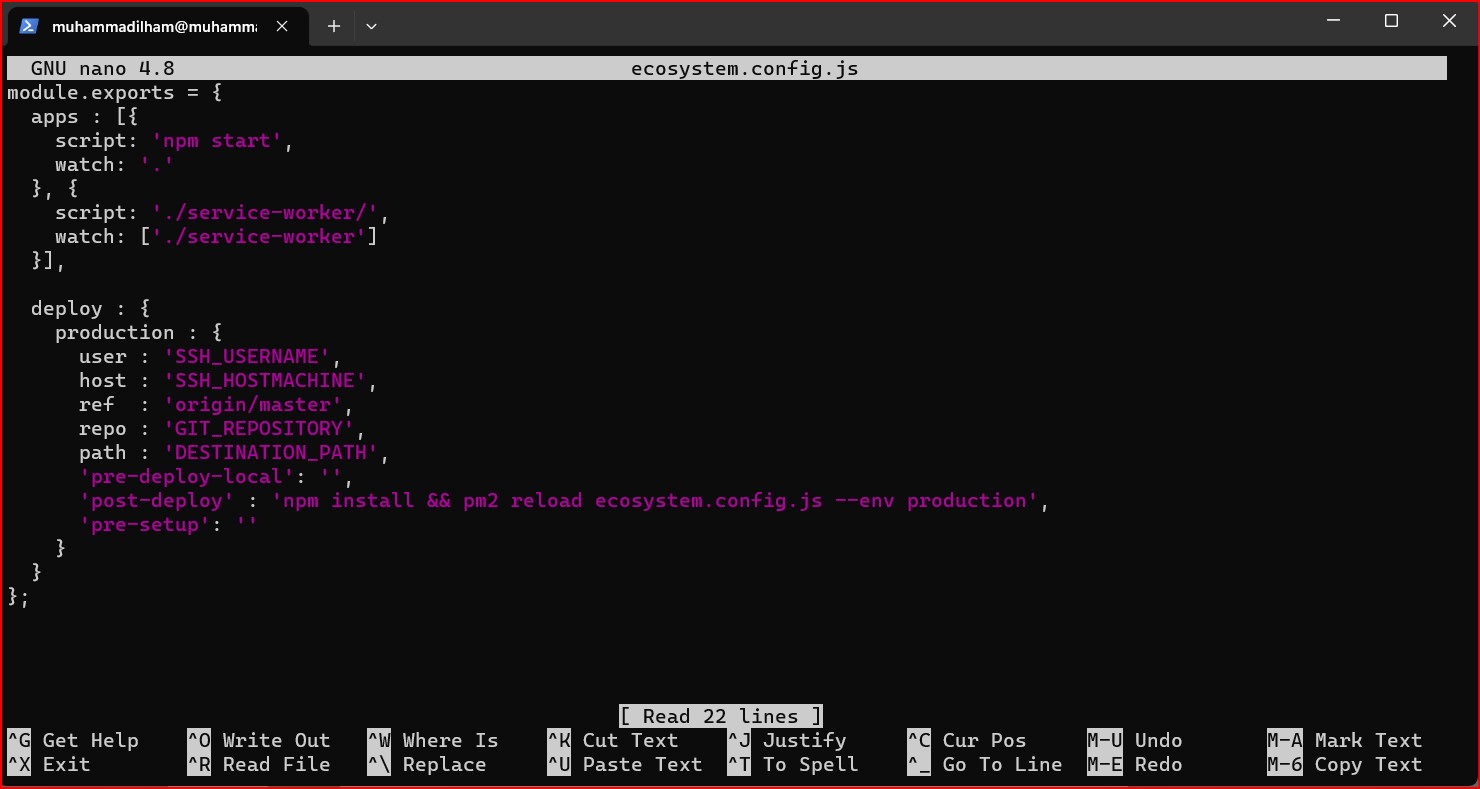 muhammadilham@muhamma
GNU nano 4.8 ecosystem.config.js
module.exports = {
  apps : [{
    script: 'npm start',
    watch: '.'
  }, {
    script: './service-worker/',
    watch: ['./service-worker']
  }],

  deploy : {
    production : {
      user : 'SSH_USERNAME',
      host : 'SSH_HOSTMACHINE',
      ref  : 'origin/master',
      repo : 'GIT_REPOSITORY',
      path : 'DESTINATION_PATH',
      'pre-deploy-local': '',
      'post-deploy' : 'npm install && pm2 reload ecosystem.config.js --env production',
      'pre-setup': ''
    }
  }
};
[ Read 22 lines ]
^G Get Help ^O Write Out ^W Where Is ^K Cut Text ^J Justify ^C Cur Pos M-U Undo M-A Mark Text
^X Exit ^R Read File ^\ Replace ^U Paste Text ^T To Spell ^_ Go To Line M-E Redo M-6 Copy Text